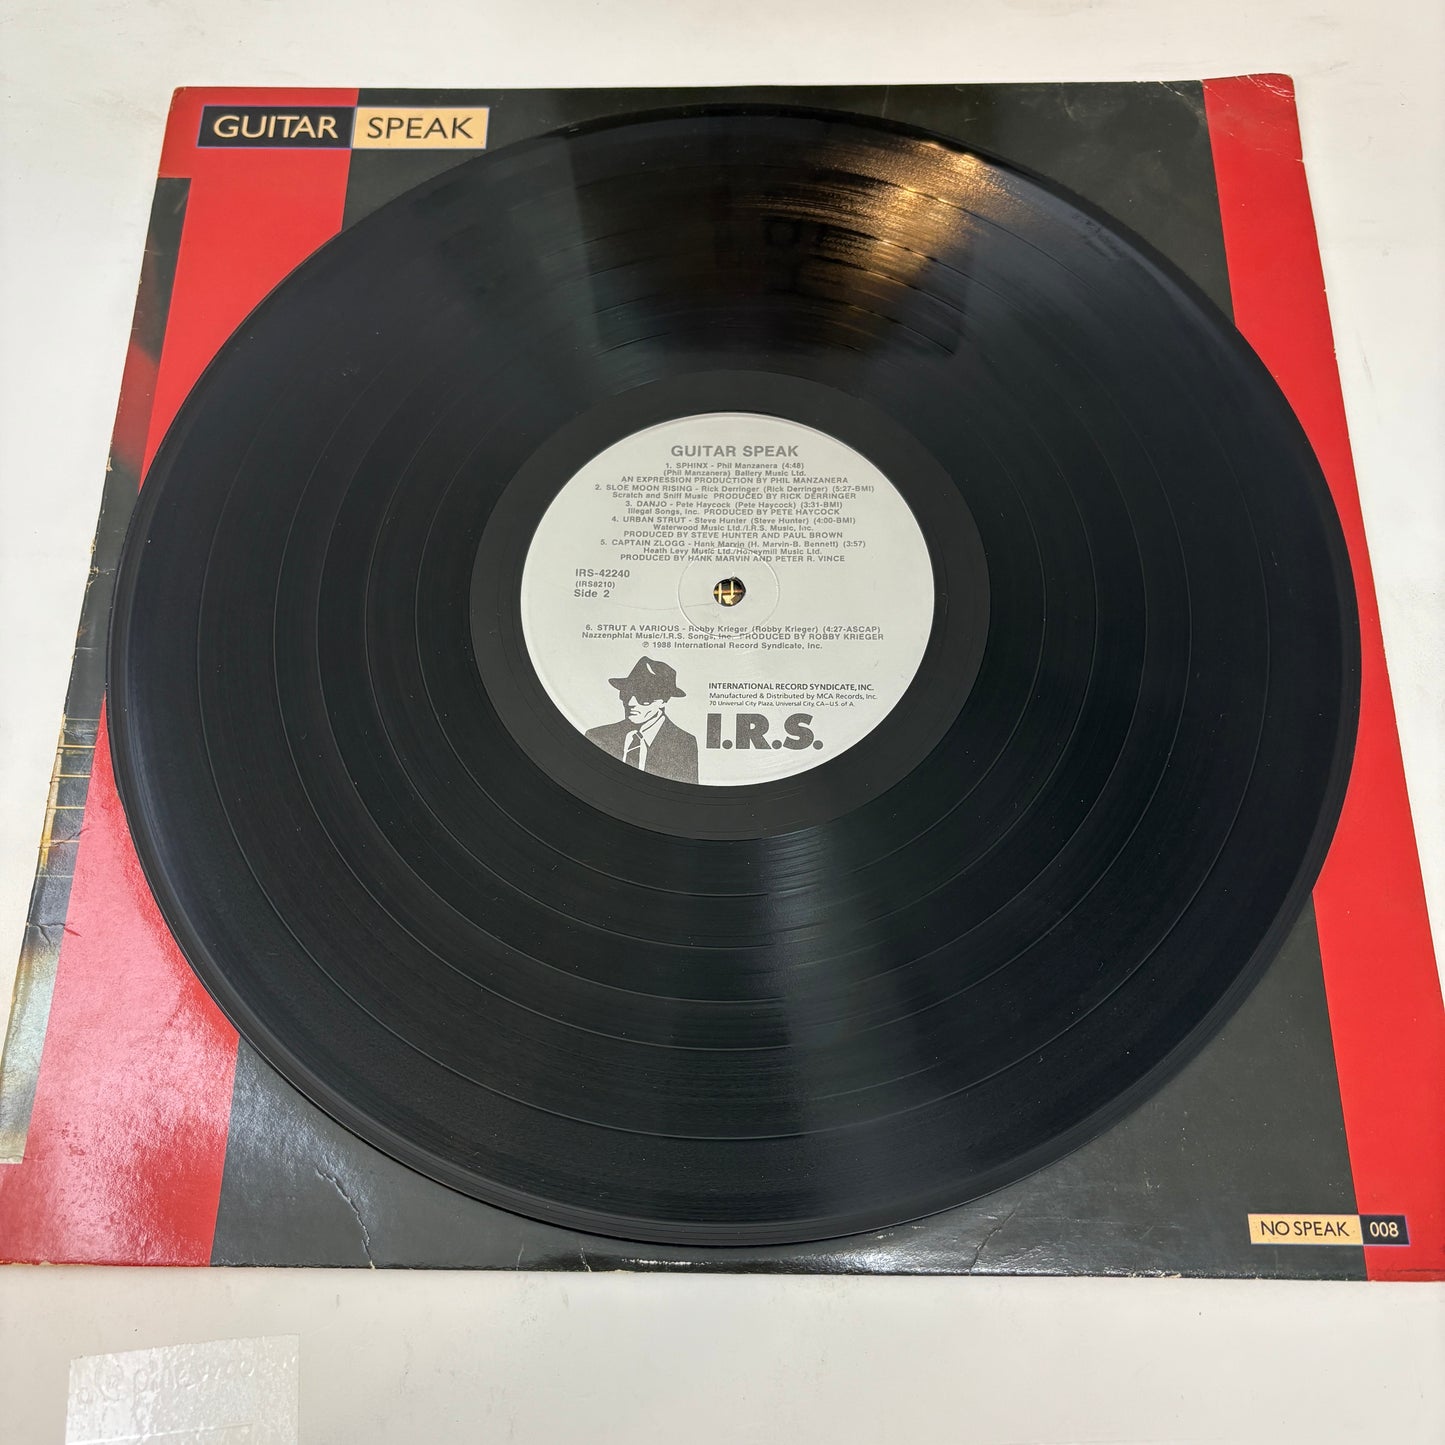 GUITAR SPEAK
GUITAR SPEAK
1. SPHINX - Phil Manzanera (4:48)
(Phil Manzanera) Ballery Music Ltd.
AN EXPRESSION PRODUCTION BY PHIL MANZANERA
2. SLOE MOON RISING - Rick Derringer (Rick Derringer) (5:27-BMI)
Scratch and Sniff Music PRODUCED BY RICK DERRINGER
3. DANJO - Pete Haycock (Pete Haycock) (3:31-BMI)
Illegal Songs, Inc. PRODUCED BY PETE HAYCOCK
4. URBAN STRUT - Steve Hunter (Steve Hunter) (4:00-BMI)
Waterwood Music Ltd./I.R.S. Music, Inc.
PRODUCED BY STEVE HUNTER AND PAUL BROWN
5. CAPTAIN ZLOGG - Hank Marvin (H. Marvin-B. Bennett) (3:57)
Heath Levy Music Ltd./Honeymill Music Ltd.
PRODUCED BY HANK MARVIN AND PETER R. VINCE
IRS-42240
(IRS8210)
Side 2
6. STRUT A VARIOUS - Robby Krieger (Robby Krieger) (4:27-ASCAP)
Nazzenphlat Music/I.R.S. Songs, Inc. PRODUCED BY ROBBY KRIEGER
℗ 1988 International Record Syndicate, Inc.
INTERNATIONAL RECORD SYNDICATE, INC.
Manufactured & Distributed by MCA Records, Inc.
70 Universal City Plaza, Universal City, CA–U.S. of A.
I.R.S.
NO SPEAK 008